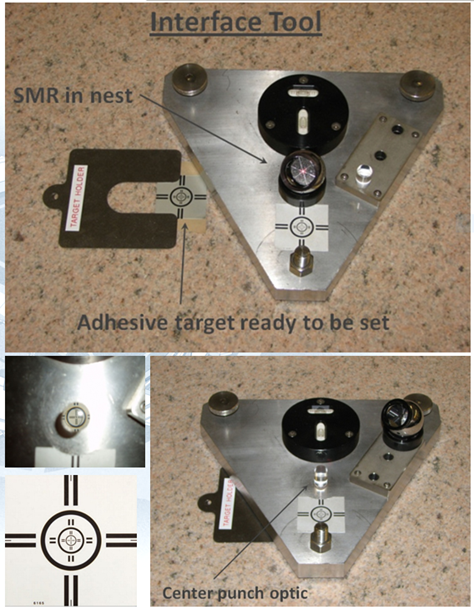 Interface Tool
SMR in nest
TARGET HOLDER
Adhesive target ready to be set
TARGET HOLDER
Center punch optic